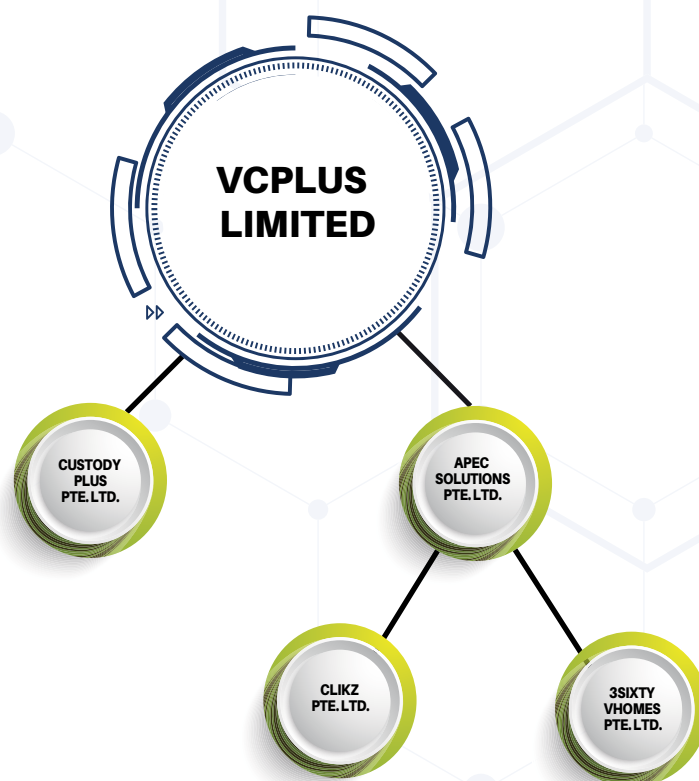 VCPLUS
LIMITED
CUSTODY
PLUS
PTE. LTD.
APEC
SOLUTIONS
PTE. LTD.
CLIKZ
PTE. LTD.
3SIXTY
VHOMES
PTE. LTD.